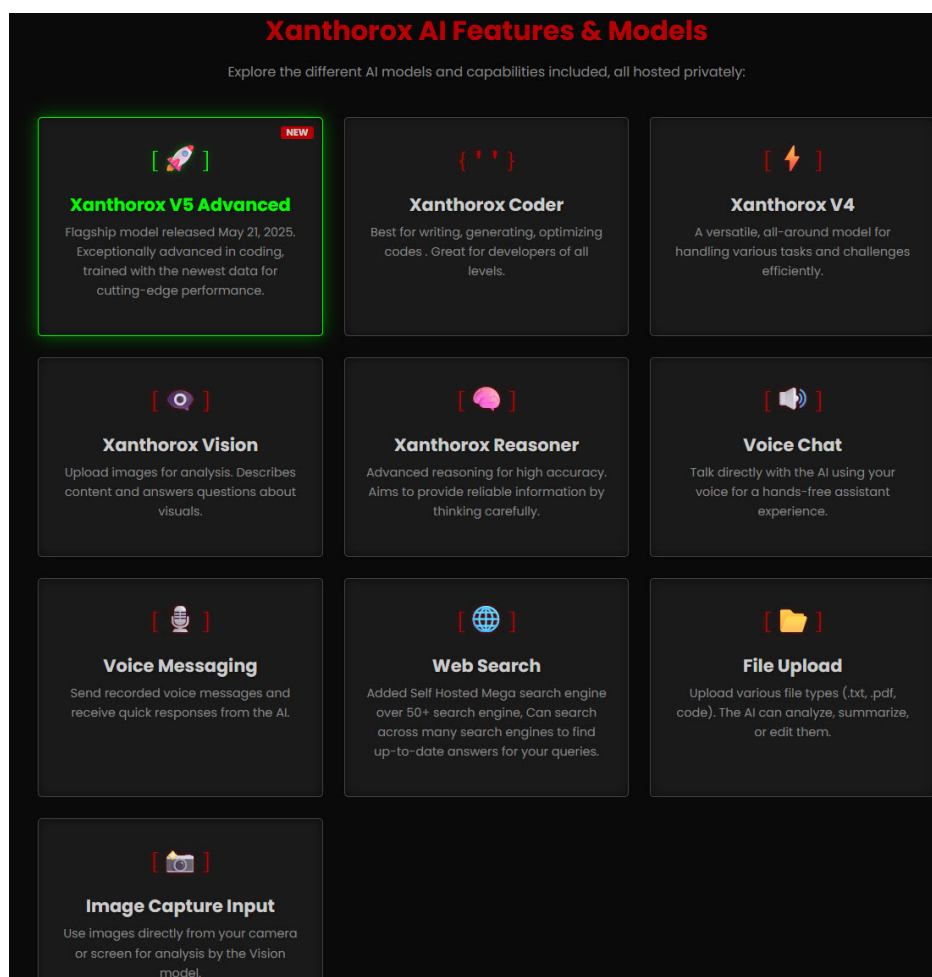 Xanthorox AI Features & Models
Explore the different AI models and capabilities included, all hosted privately:
NEW
[ 🚀 ]
Xanthorox V5 Advanced
Flagship model released May 21, 2025.
Exceptionally advanced in coding,
trained with the newest data for
cutting-edge performance.
{ ' ' }
Xanthorox Coder
Best for writing, generating, optimizing
codes . Great for developers of all
levels.
[ ⚡ ]
Xanthorox V4
A versatile, all-around model for
handling various tasks and challenges
efficiently.
[ 👁 ]
Xanthorox Vision
Upload images for analysis. Describes
content and answers questions about
visuals.
[ 🧠 ]
Xanthorox Reasoner
Advanced reasoning for high accuracy.
Aims to provide reliable information by
thinking carefully.
[ 🔊 ]
Voice Chat
Talk directly with the AI using your
voice for a hands-free assistant
experience.
[ 🎙 ]
Voice Messaging
Send recorded voice messages and
receive quick responses from the AI.
[ 🌐 ]
Web Search
Added Self Hosted Mega search engine
over 50+ search engine, Can search
across many search engines to find
up-to-date answers for your queries.
[ 📂 ]
File Upload
Upload various file types (.txt, .pdf,
code). The AI can analyze, summarize,
or edit them.
[ 📸 ]
Image Capture Input
Use images directly from your camera
or screen for analysis by the Vision
model.